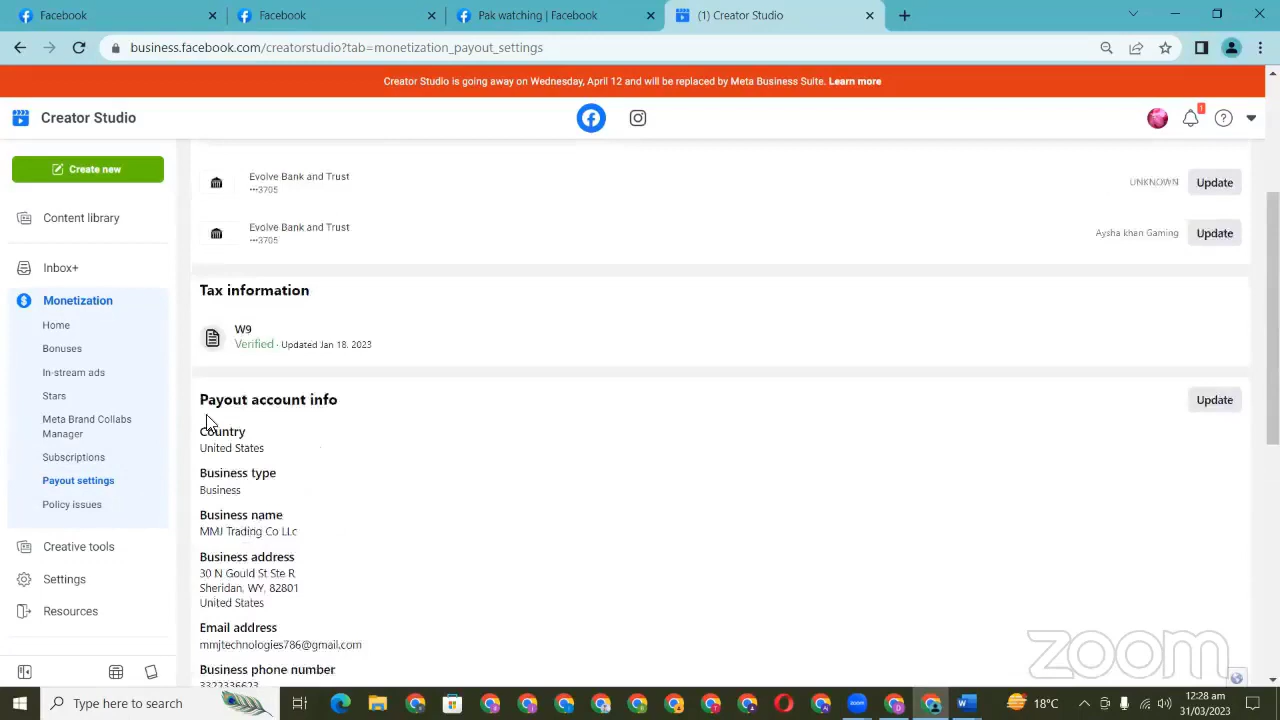 Facebook
Facebook
Pak watching | Facebook
(1) Creator Studio
business.facebook.com/creatorstudio?tab=monetization_payout_settings
Creator Studio is going away on Wednesday, April 12 and will be replaced by Meta Business Suite. Learn more
Creator Studio
1
Create new
Content library
Inbox+
Monetization
Home
Bonuses
In-stream ads
Stars
Meta Brand Collabs
Manager
Subscriptions
Payout settings
Policy issues
Creative tools
Settings
Resources
Evolve Bank and Trust
•••3705
UNKNOWN
Update
Evolve Bank and Trust
•••3705
Aysha khan Gaming
Update
Tax information
W9
Verified · Updated Jan 18, 2023
Payout account info
Update
Country
United States
Business type
Business
Business name
MMJ Trading Co LLc
Business address
30 N Gould St Ste R
Sheridan, WY, 82801
United States
Email address
mmjtechnologies786@gmail.com
Business phone number
3322336623
zoom
Type here to search
zoom
18°C
12:28 am
31/03/2023